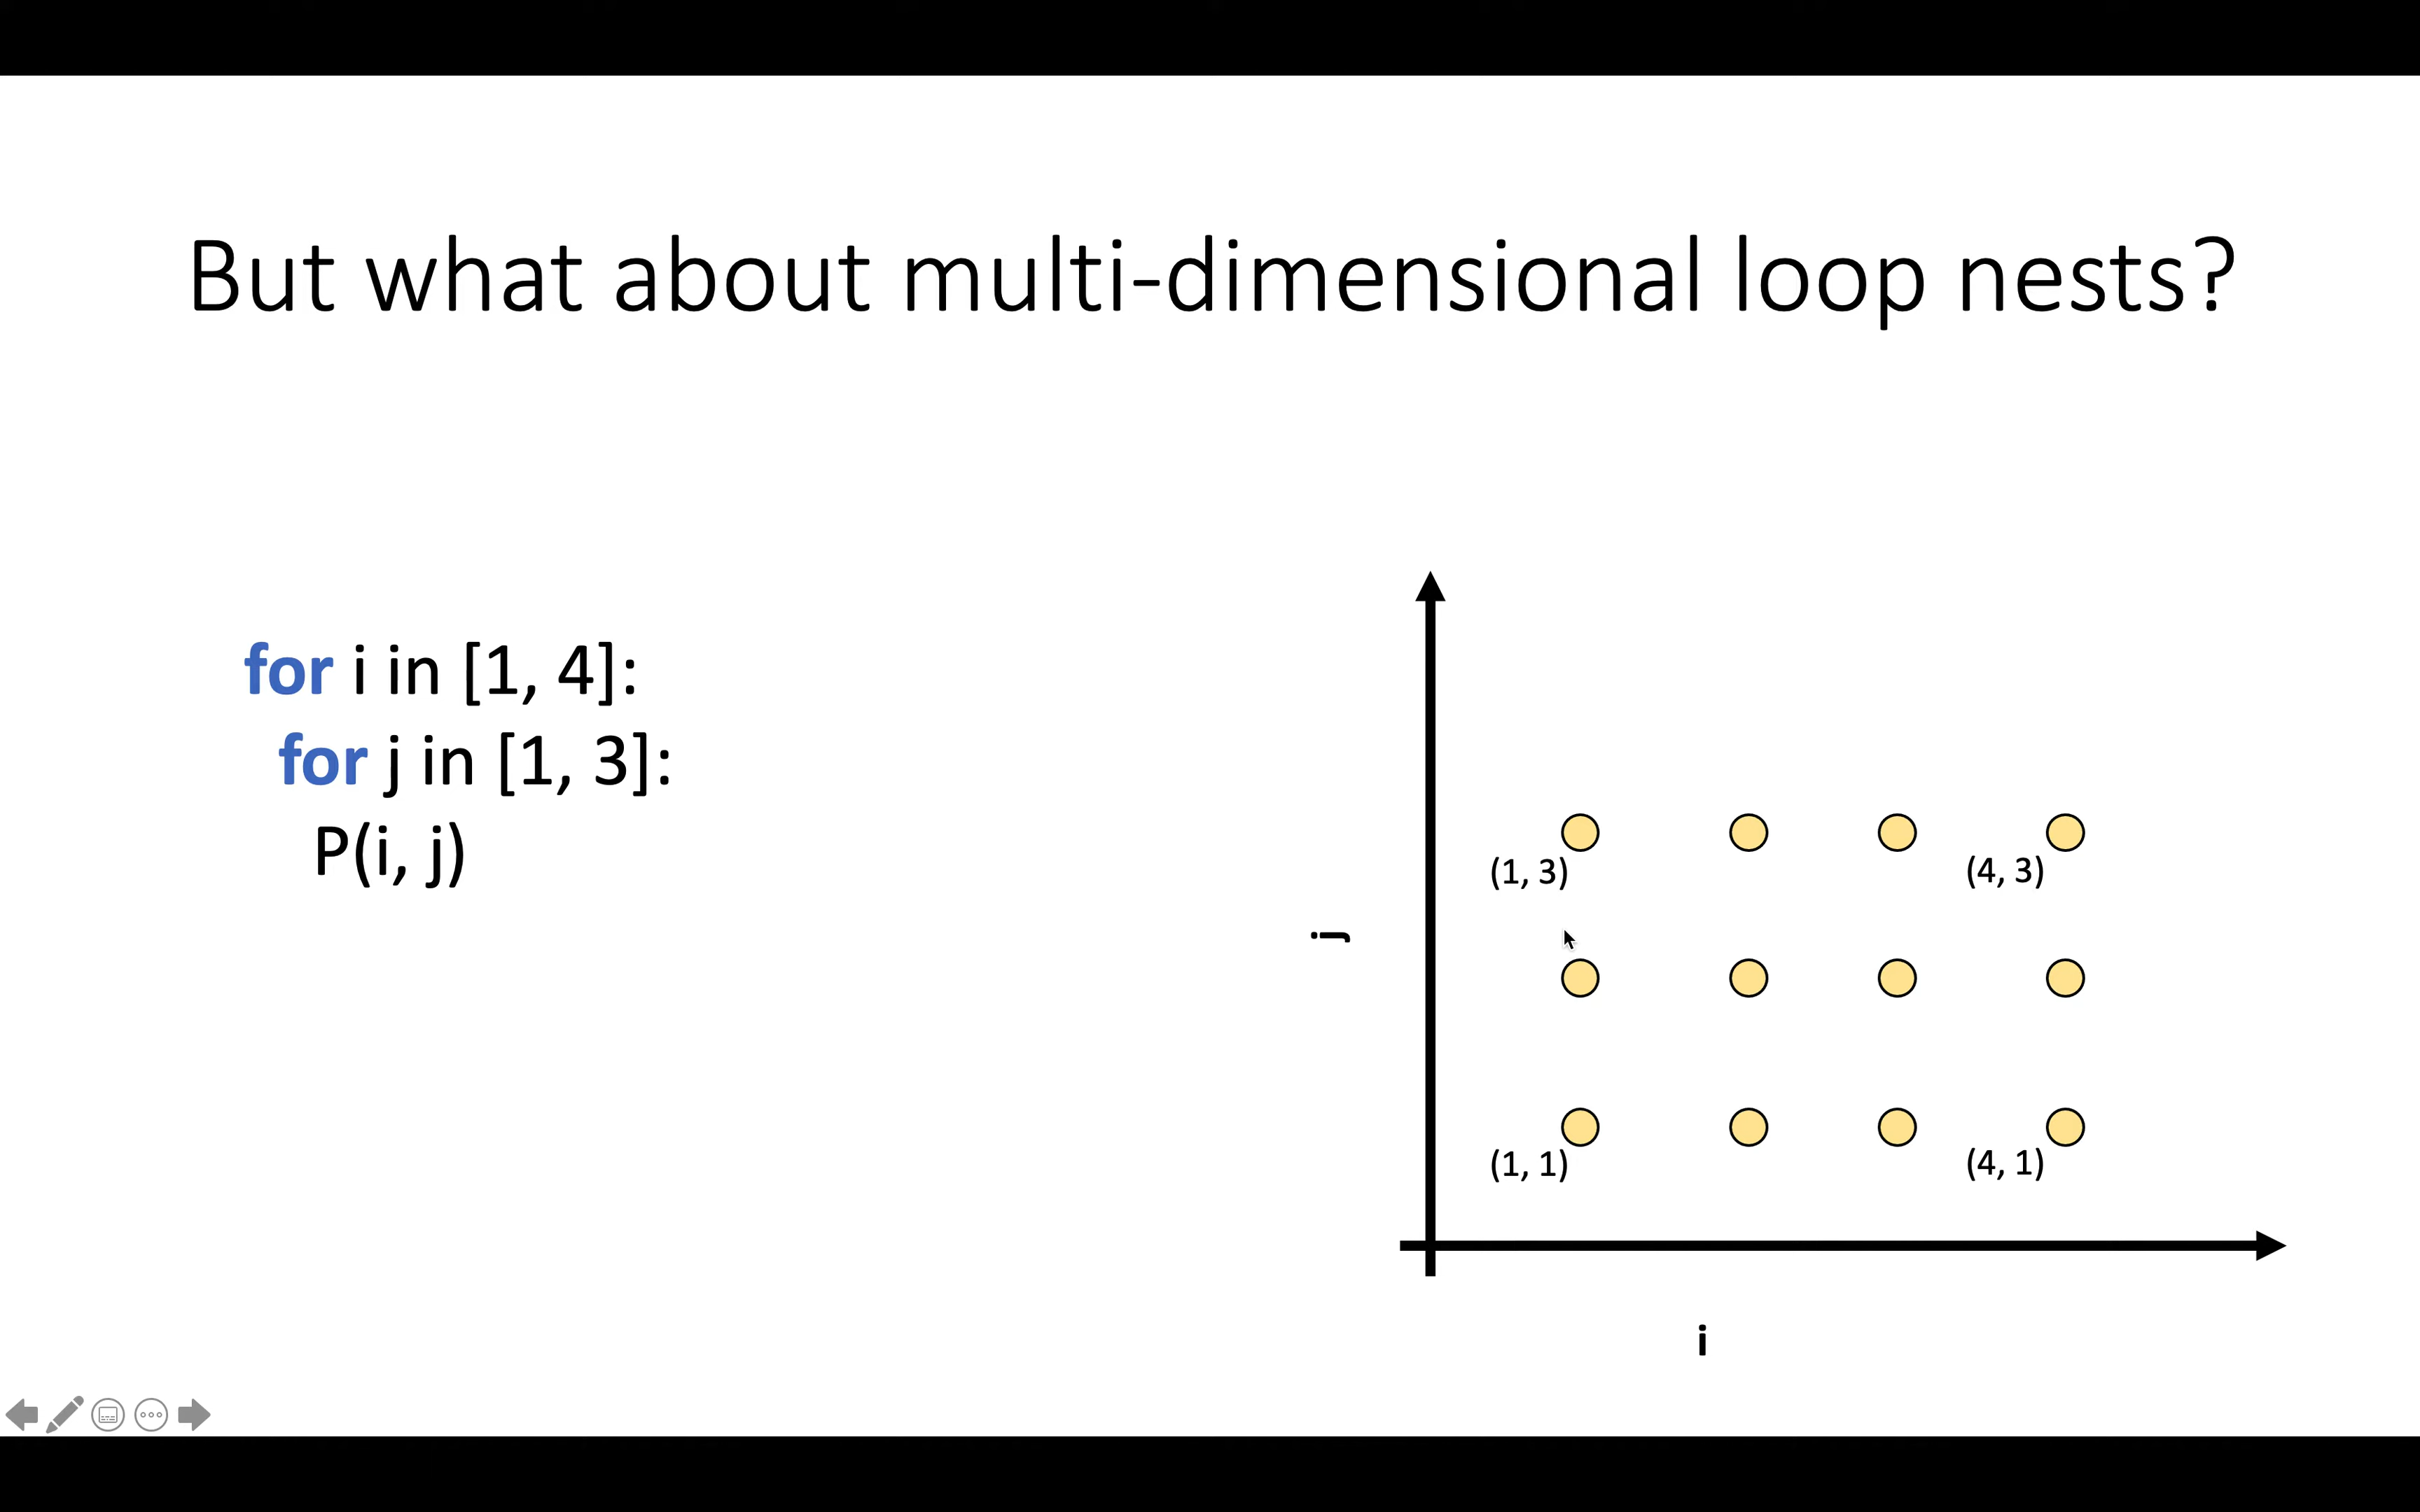 But what about multi-dimensional loop nests?
for i in [1, 4]:
for j in [1, 3]:
P(i, j)
(1, 3)
(4, 3)
j
(1, 1)
(4, 1)
i